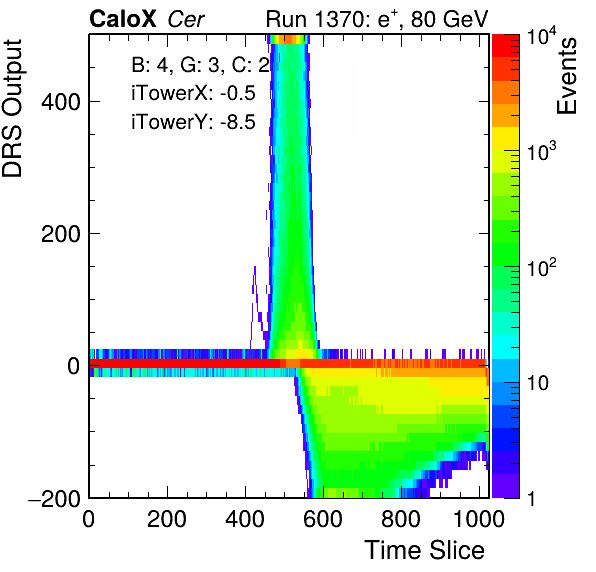 CaloX Cer Run 1370: e⁺, 80 GeV
B: 4, G: 3, C: 2
iTowerX: -0.5
iTowerY: -8.5
DRS Output
400
200
0
−200
0 200 400 600 800 1000
Time Slice
Events
10⁴
10³
10²
10
1